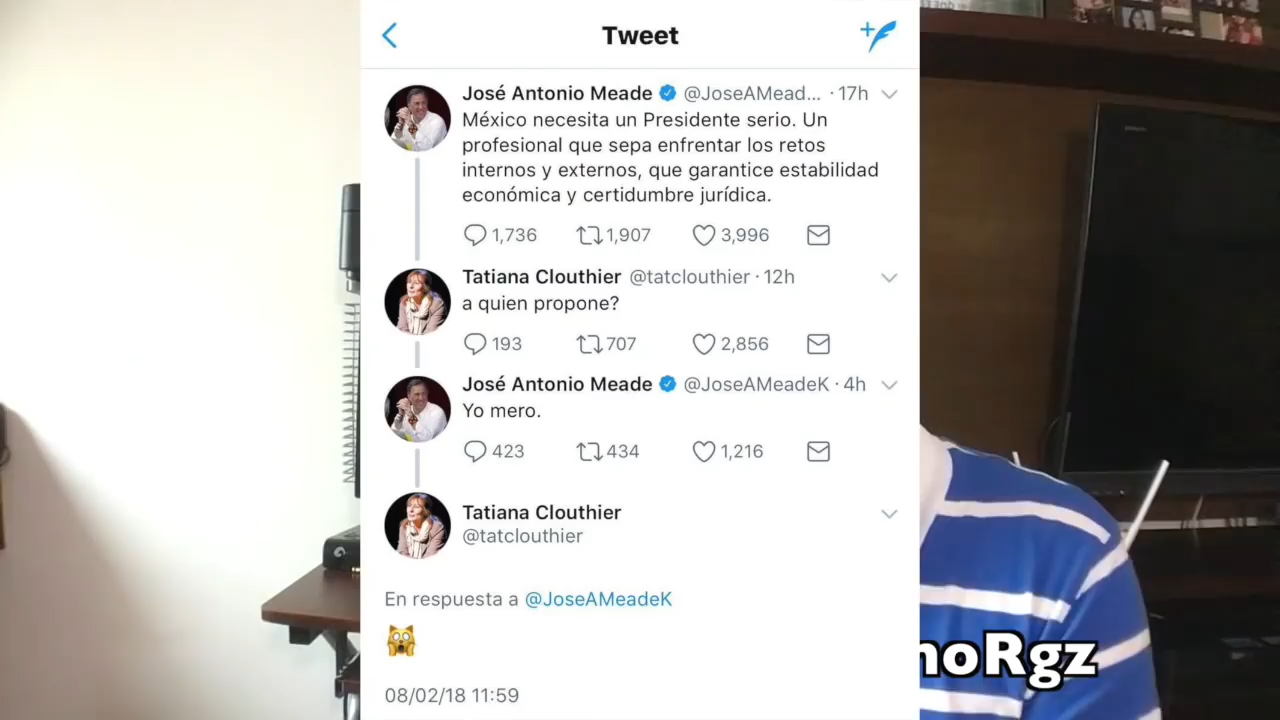 Tweet
José Antonio Meade @JoseAMead... · 17h
México necesita un Presidente serio. Un
profesional que sepa enfrentar los retos
internos y externos, que garantice estabilidad
económica y certidumbre jurídica.
1,736 1,907 3,996
Tatiana Clouthier @tatclouthier · 12h
a quien propone?
193 707 2,856
José Antonio Meade @JoseAMeadeK · 4h
Yo mero.
423 434 1,216
Tatiana Clouthier
@tatclouthier
En respuesta a @JoseAMeadeK
🙀
08/02/18 11:59
noRgz